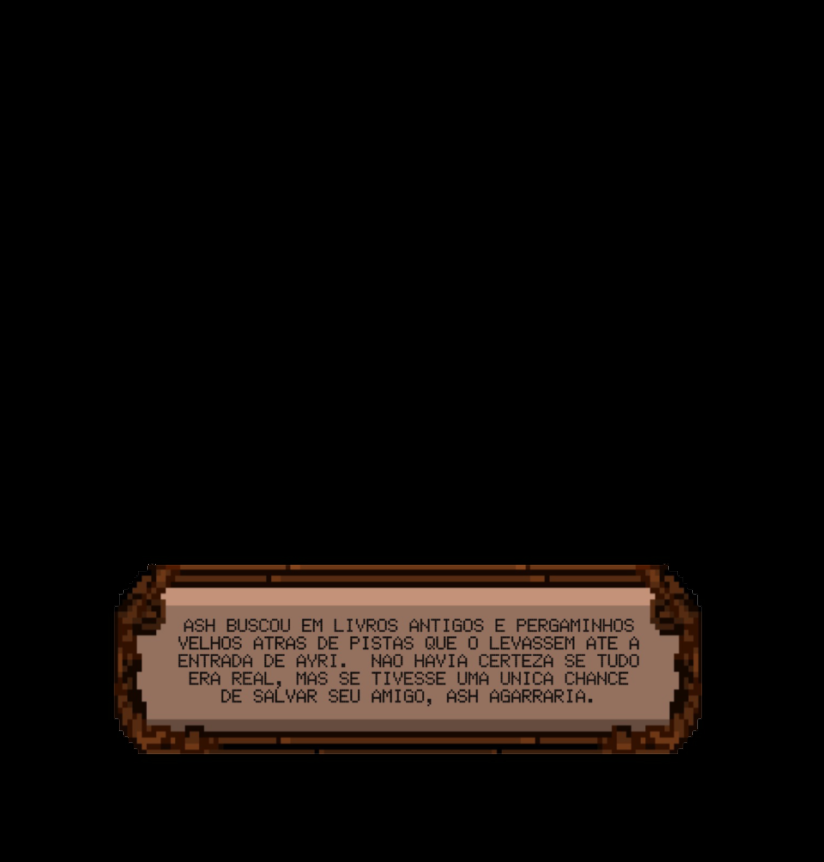 ASH BUSCOU EM LIVROS ANTIGOS E PERGAMINHOS
VELHOS ATRAS DE PISTAS QUE O LEVASSEM ATE A
ENTRADA DE AYRI.  NAO HAVIA CERTEZA SE TUDO
ERA REAL, MAS SE TIVESSE UMA UNICA CHANCE
DE SALVAR SEU AMIGO, ASH AGARRARIA.